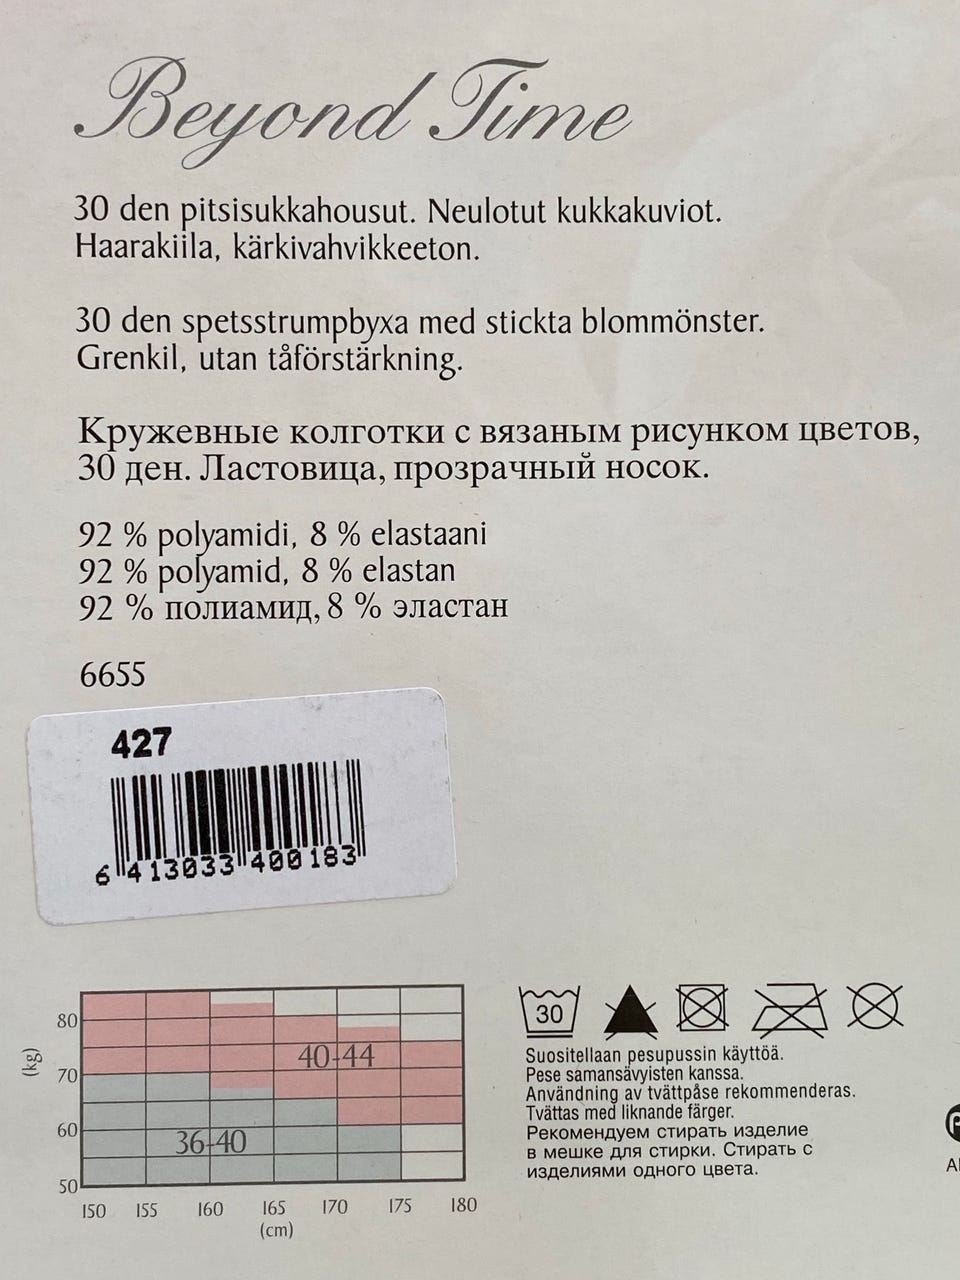 Beyond Time
30 den pitsisukkahousut. Neulotut kukkakuviot.
Haarakiila, kärkivahvikkeeton.
30 den spetsstrumpbyxa med stickta blommönster.
Grenkil, utan tåförstärkning.
Кружевные колготки с вязаным рисунком цветов,
30 ден. Ластовица, прозрачный носок.
92 % polyamidi, 8 % elastaani
92 % polyamid, 8 % elastan
92 % полиамид, 8 % эластан
6655
427
6 413033 400183
(kg)
80
70
60
50
40-44
36-40
150 155 160 165 170 175 180
(cm)
30
Suositellaan pesupussin käyttöä.
Pese samansävyisten kanssa.
Användning av tvättpåse rekommenderas.
Tvättas med liknande färger.
Рекомендуем стирать изделие
в мешке для стирки. Стирать с
изделиями одного цвета.